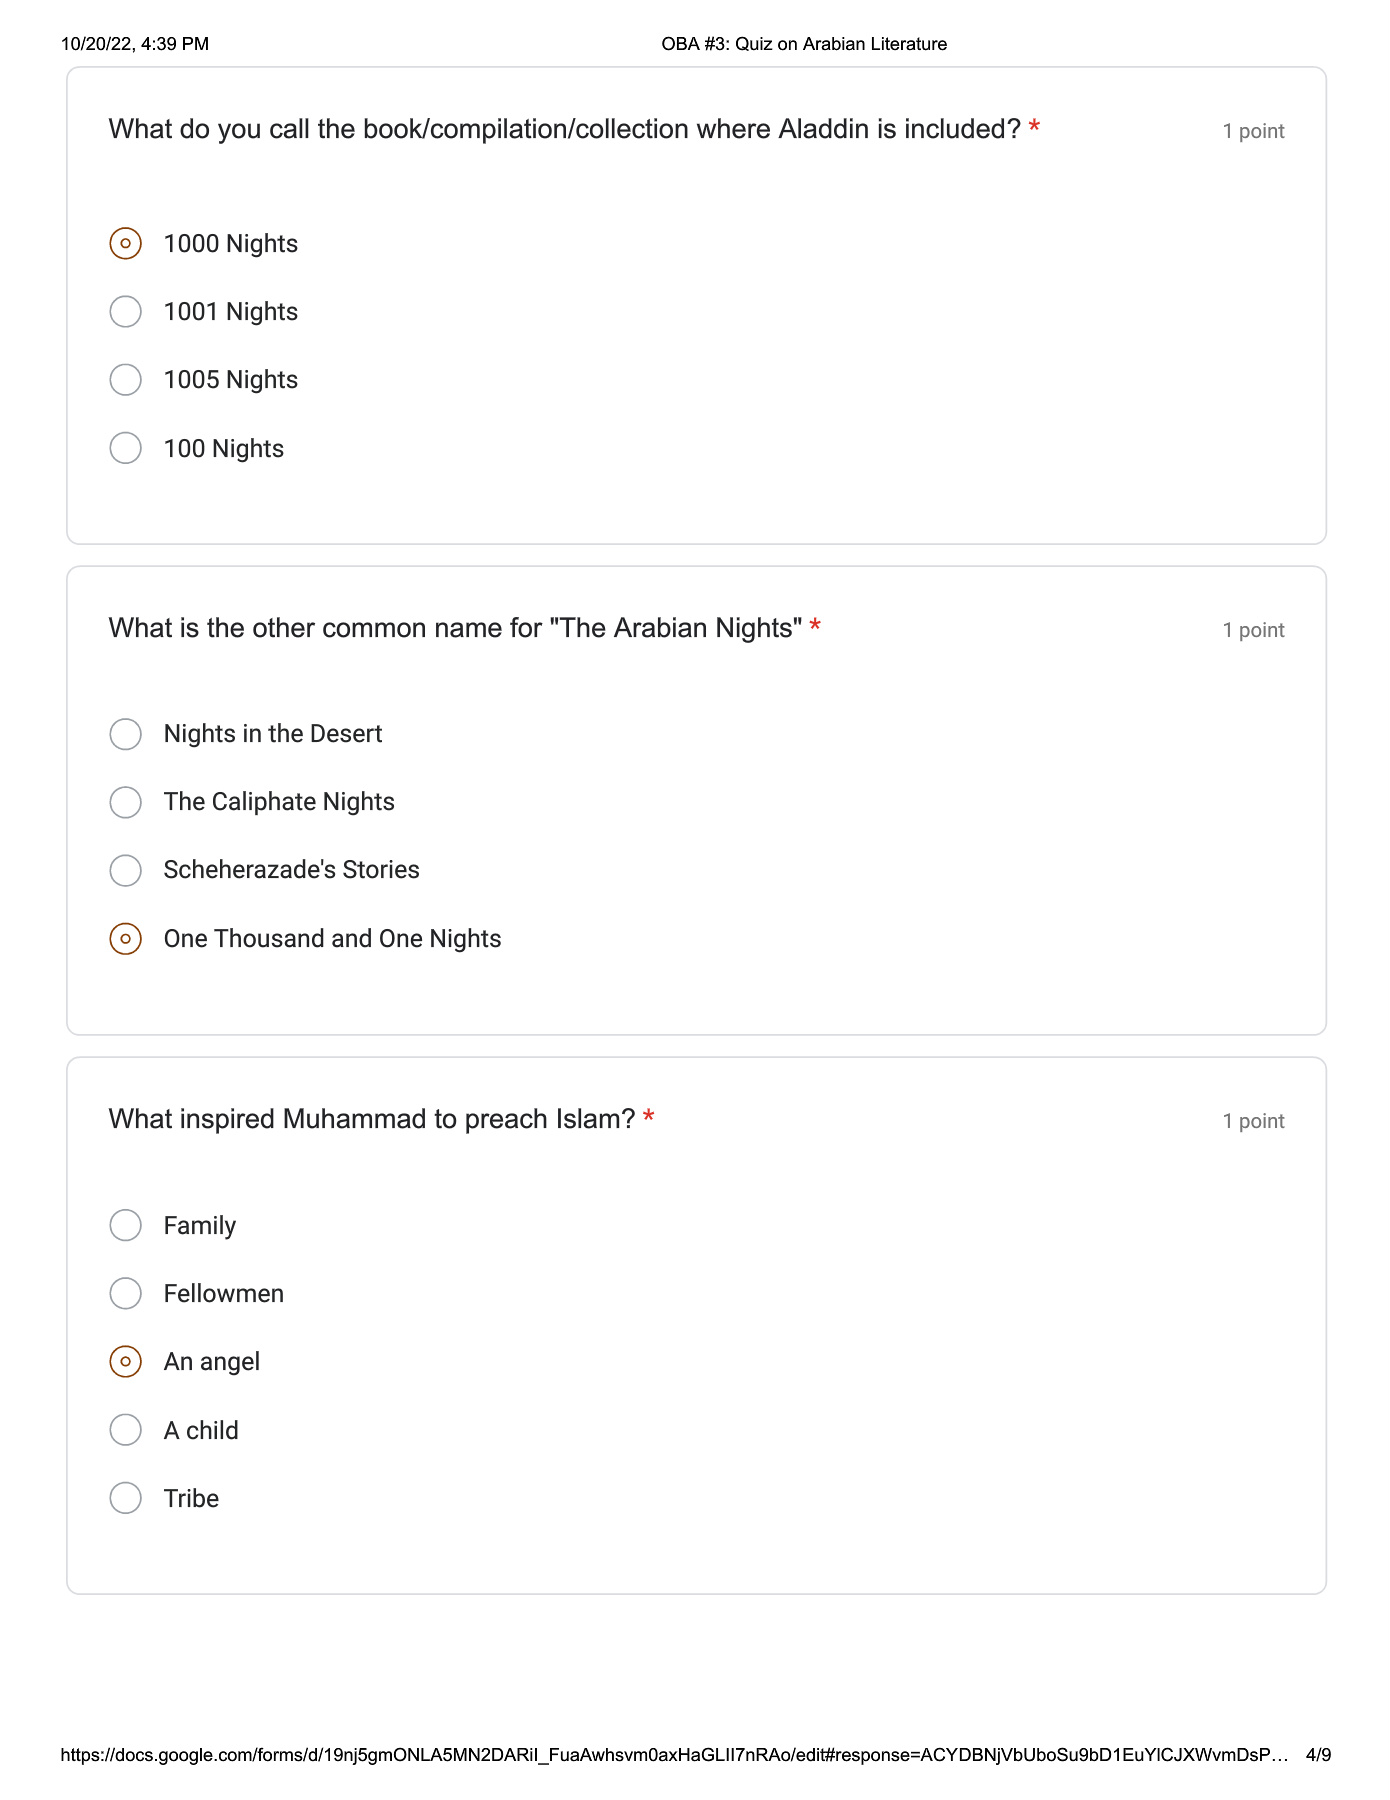 10/20/22, 4:39 PM OBA #3: Quiz on Arabian Literature
What do you call the book/compilation/collection where Aladdin is included? * 1 point
1000 Nights
1001 Nights
1005 Nights
100 Nights
What is the other common name for "The Arabian Nights" * 1 point
Nights in the Desert
The Caliphate Nights
Scheherazade's Stories
One Thousand and One Nights
What inspired Muhammad to preach Islam? * 1 point
Family
Fellowmen
An angel
A child
Tribe
https://docs.google.com/forms/d/19nj5gmONLA5MN2DARiI_FuaAwhsvm0axHaGLII7nRAo/edit#response=ACYDBNjVbUboSu9bD1EuYlCJXWvmDsP… 4/9